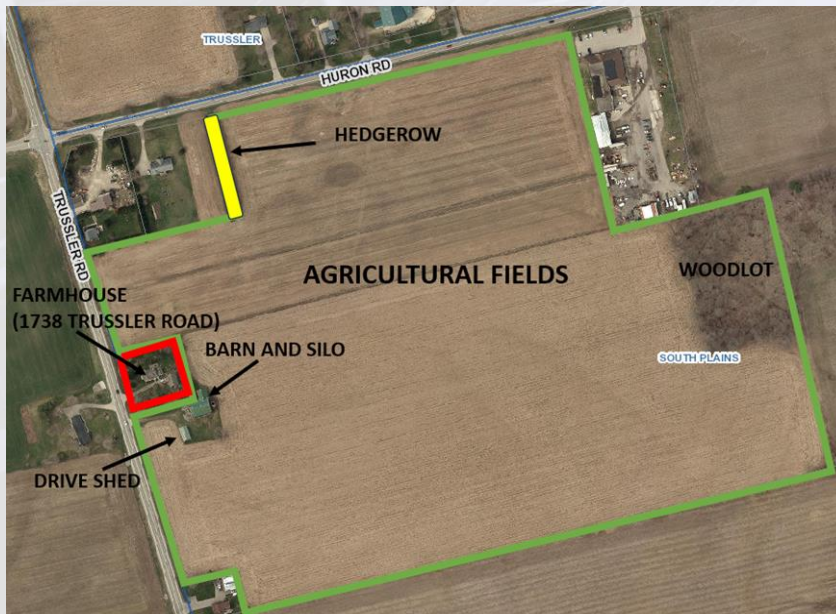 TRUSSLER
HURON RD
HEDGEROW
TRUSSLER RD
AGRICULTURAL FIELDS
WOODLOT
FARMHOUSE
(1738 TRUSSLER ROAD)
BARN AND SILO
SOUTH PLAINS
DRIVE SHED